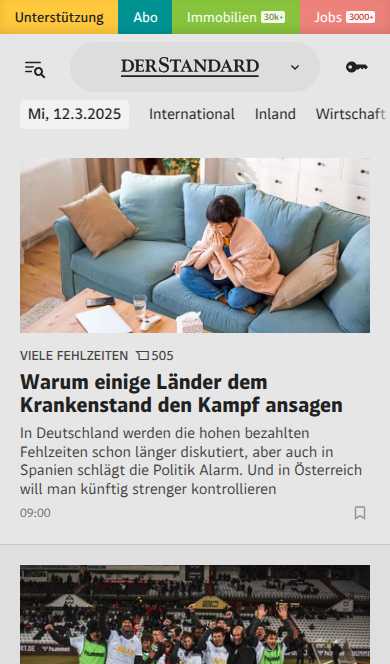 Unterstützung Abo Immobilien 30k+ Jobs 3000+
DERSTANDARD
Mi, 12.3.2025 International Inland Wirtschaft
VIELE FEHLZEITEN 505
Warum einige Länder dem
Krankenstand den Kampf ansagen
In Deutschland werden die hohen bezahlten
Fehlzeiten schon länger diskutiert, aber auch in
Spanien schlägt die Politik Alarm. Und in Österreich
will man künftig strenger kontrollieren
09:00
hummel